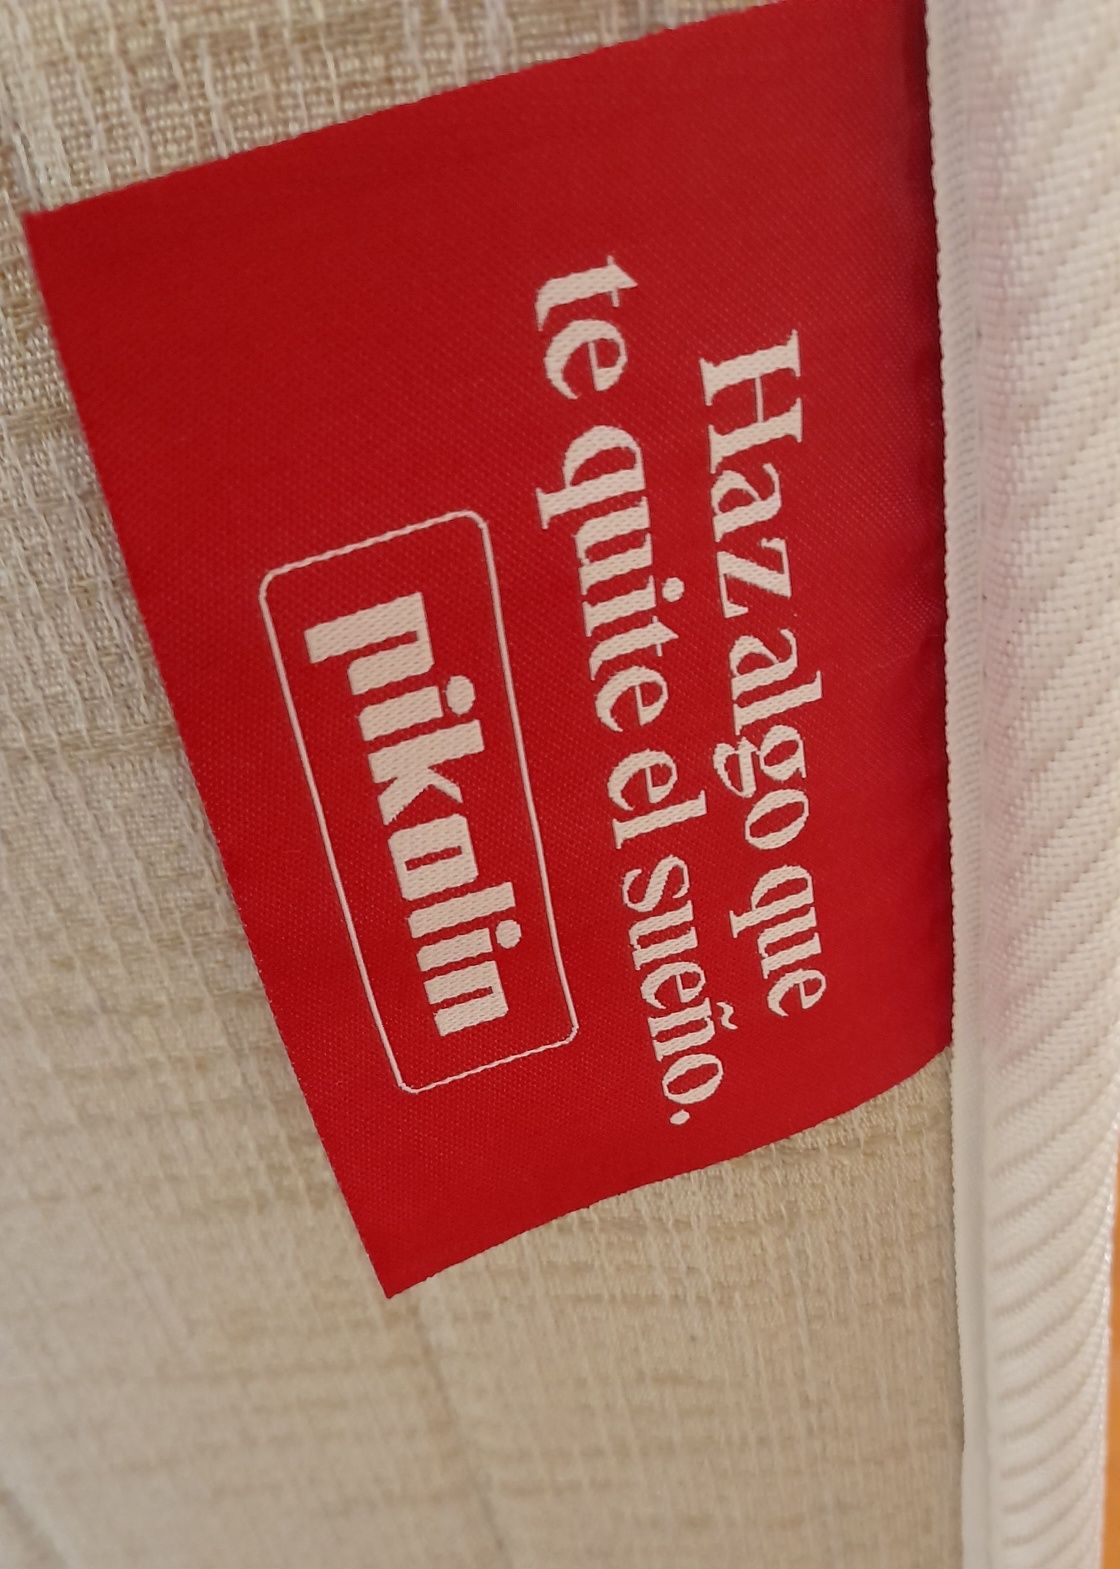 Haz algo que
te quite el sueño.
pikolin